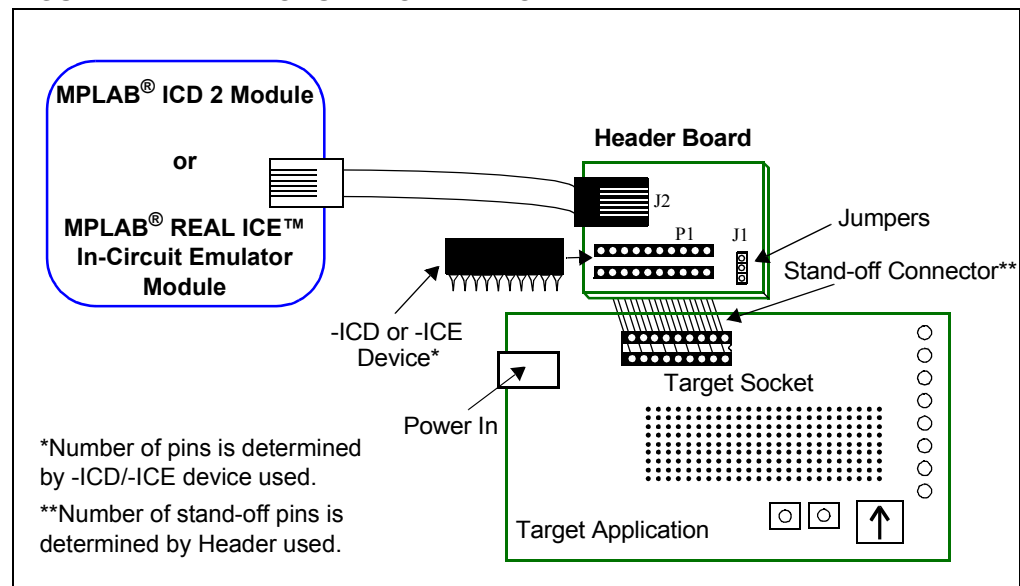 MPLAB® ICD 2 Module
or
MPLAB® REAL ICE™
In-Circuit Emulator
Module
Header Board
J2
P1
J1
Jumpers
Stand-off Connector**
-ICD or -ICE
Device*
Target Socket
Power In
*Number of pins is determined
by -ICD/-ICE device used.
**Number of stand-off pins is
determined by Header used.
Target Application